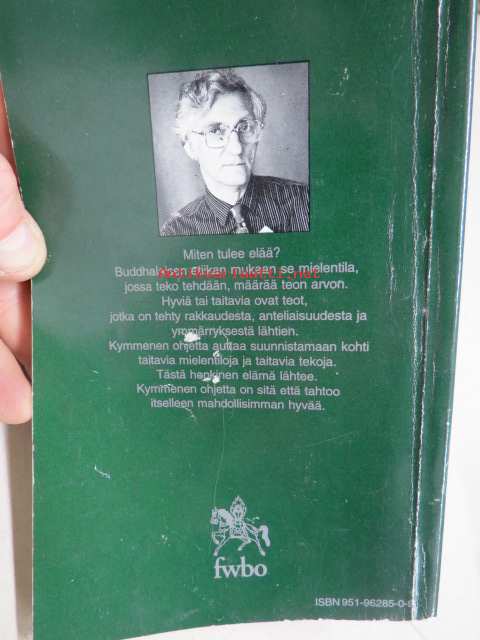 Miten tulee elää?
Buddhalaisen etiikan mukaan se mielentila,
jossa teko tehdään, määrää teon arvon.
Hyviä tai taitavia ovat teot,
jotka on tehty rakkaudesta, anteliaisuudesta ja
ymmärryksestä lähtien.
Kymmenen ohjetta auttaa suunnistamaan kohti
taitavia mielentiloja ja taitavia tekoja.
Tästä henkinen elämä lähtee.
Kymmenen ohjetta on sitä että tahtoo
itselleen mahdollisimman hyvää.
fwbo
ISBN 951-96285-0-